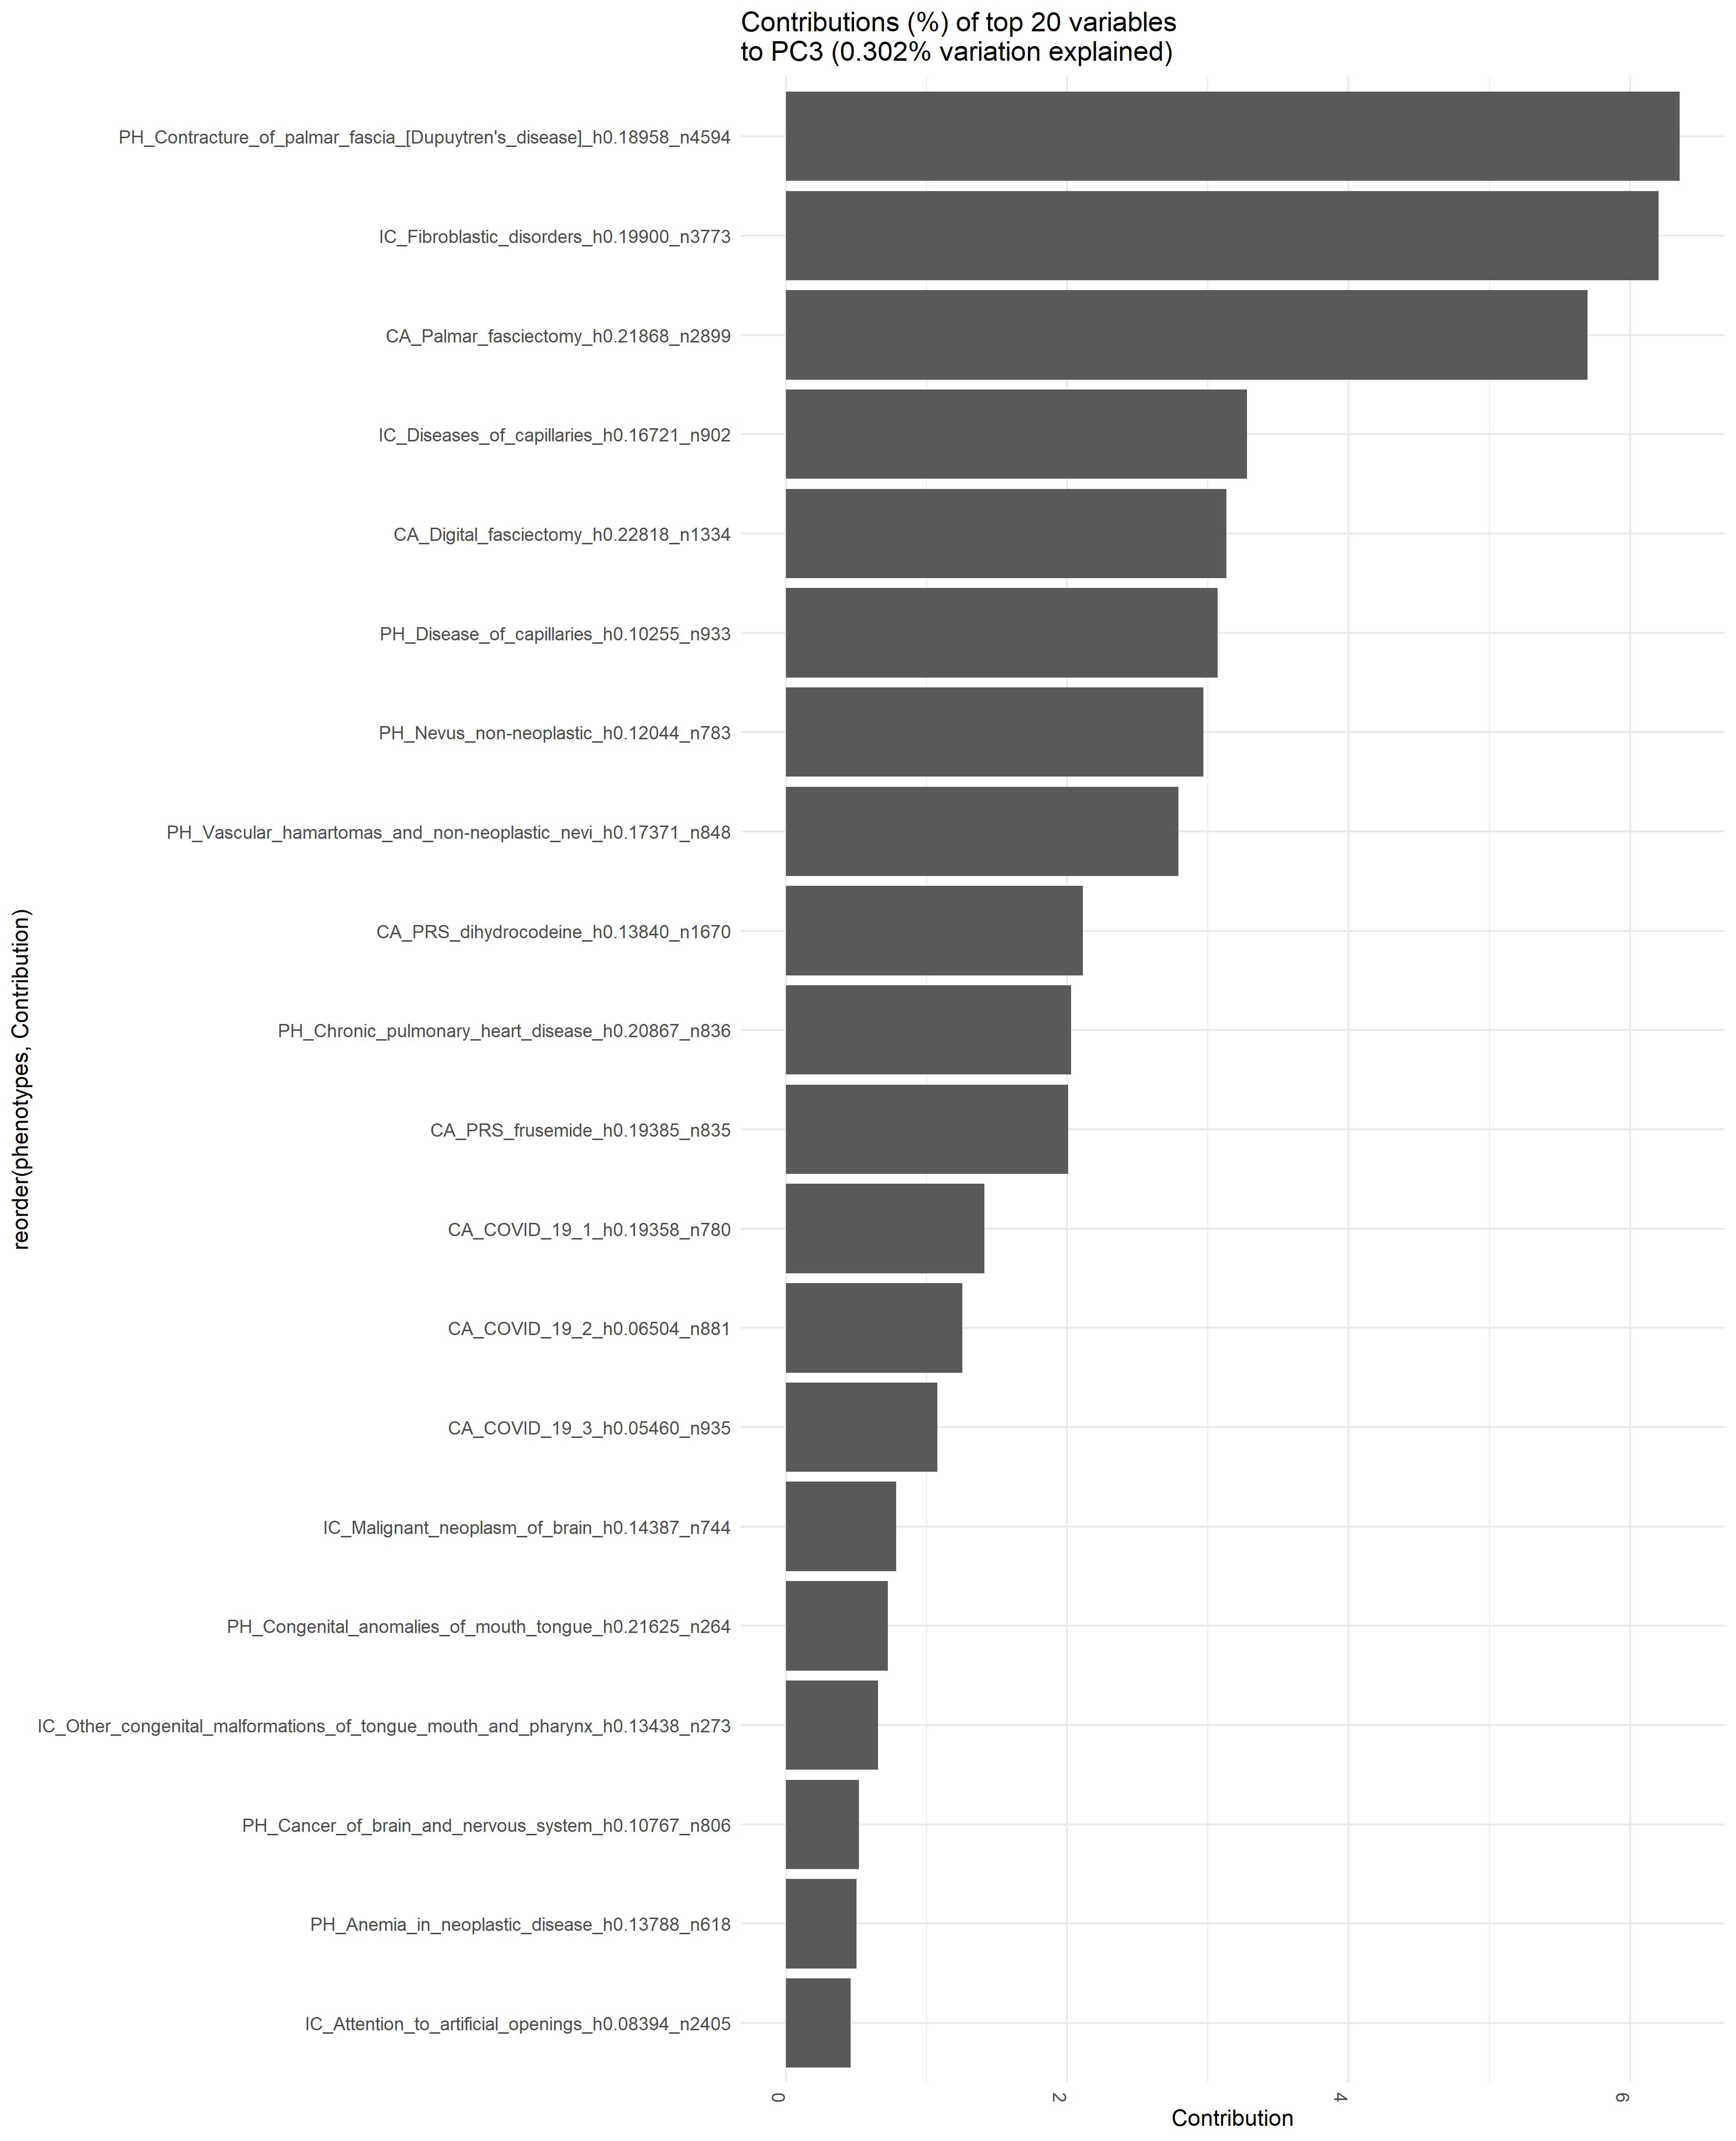 Contributions (%) of top 20 variables
to PC3 (0.302% variation explained)
PH_Contracture_of_palmar_fascia_[Dupuytren's_disease]_h0.18958_n4594
IC_Fibroblastic_disorders_h0.19900_n3773
CA_Palmar_fasciectomy_h0.21868_n2899
IC_Diseases_of_capillaries_h0.16721_n902
CA_Digital_fasciectomy_h0.22818_n1334
PH_Disease_of_capillaries_h0.10255_n933
PH_Nevus_non-neoplastic_h0.12044_n783
PH_Vascular_hamartomas_and_non-neoplastic_nevi_h0.17371_n848
CA_PRS_dihydrocodeine_h0.13840_n1670
PH_Chronic_pulmonary_heart_disease_h0.20867_n836
CA_PRS_frusemide_h0.19385_n835
CA_COVID_19_1_h0.19358_n780
CA_COVID_19_2_h0.06504_n881
CA_COVID_19_3_h0.05460_n935
IC_Malignant_neoplasm_of_brain_h0.14387_n744
PH_Congenital_anomalies_of_mouth_tongue_h0.21625_n264
IC_Other_congenital_malformations_of_tongue_mouth_and_pharynx_h0.13438_n273
PH_Cancer_of_brain_and_nervous_system_h0.10767_n806
PH_Anemia_in_neoplastic_disease_h0.13788_n618
IC_Attention_to_artificial_openings_h0.08394_n2405
reorder(phenotypes, Contribution)
0 2 4 6
Contribution